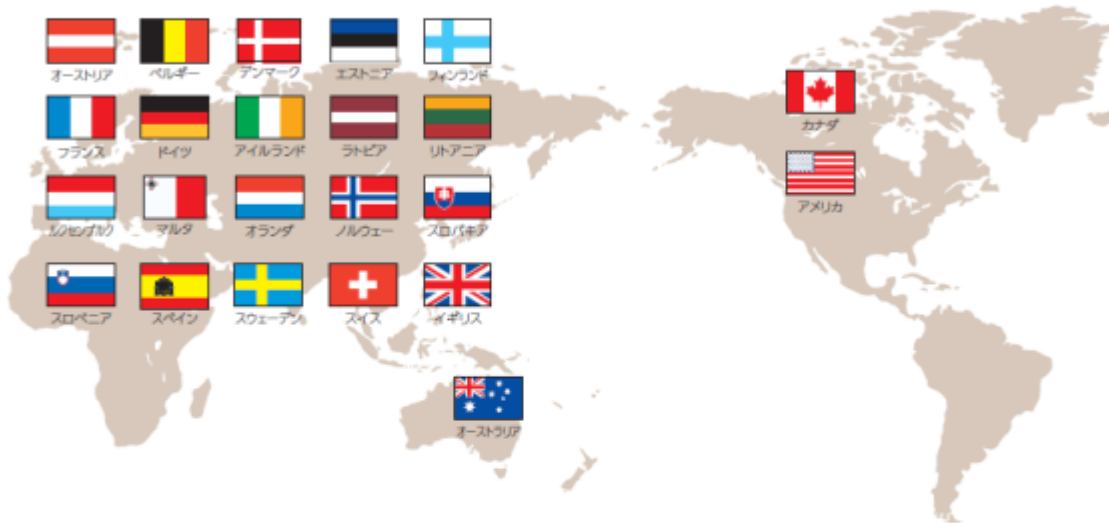 オーストリア ベルギー デンマーク エストニア フィンランド
フランス ドイツ アイルランド ラトビア リトアニア
ルクセンブルク マルタ オランダ ノルウェー スロバキア
スロベニア スペイン スウェーデン スイス イギリス
カナダ
アメリカ
オーストラリア